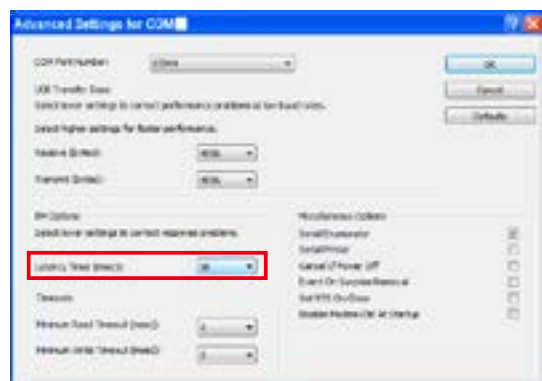 Advanced Settings for COM
COM Port Number:
OK
USB Transfer Sizes
Cancel
Select lower settings to correct performance problems at low baud rates.
Defaults
Select higher settings for faster performance.
Receive (Bytes):
Transmit (Bytes):
BM Options
Miscellaneous Options
Select lower settings to correct response problems.
Serial Enumerator
Serial Printer
Latency Timer (msec):
Cancel If Power Off
Event On Surprise Removal
Timeouts
Set RTS On Close
Disable Modem Ctrl At Startup
Minimum Read Timeout (msec):
Minimum Write Timeout (msec):